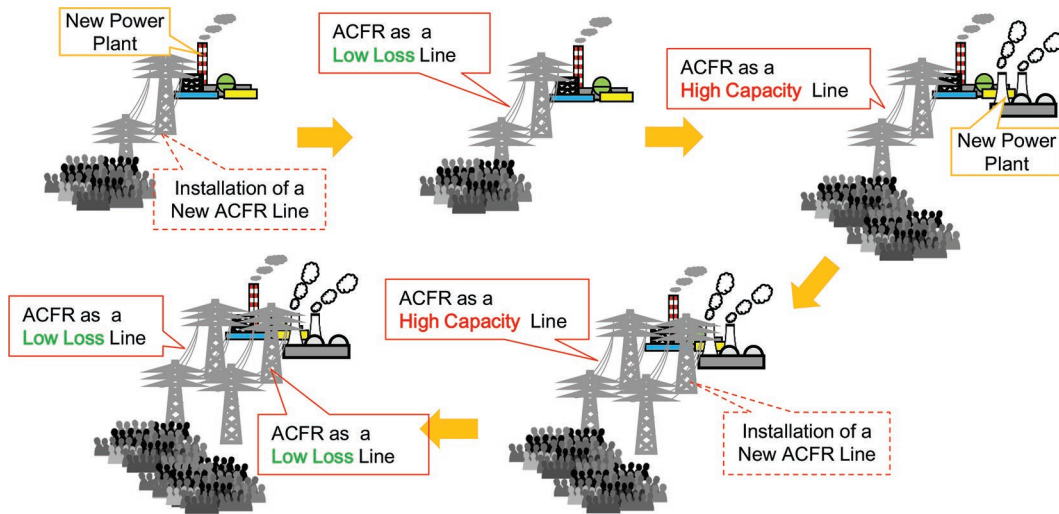 New Power
Plant
Installation of a
New ACFR Line
ACFR as a
Low Loss Line
ACFR as a
High Capacity Line
New Power
Plant
ACFR as a
High Capacity Line
Installation of a
New ACFR Line
ACFR as a
Low Loss Line
ACFR as a
Low Loss Line